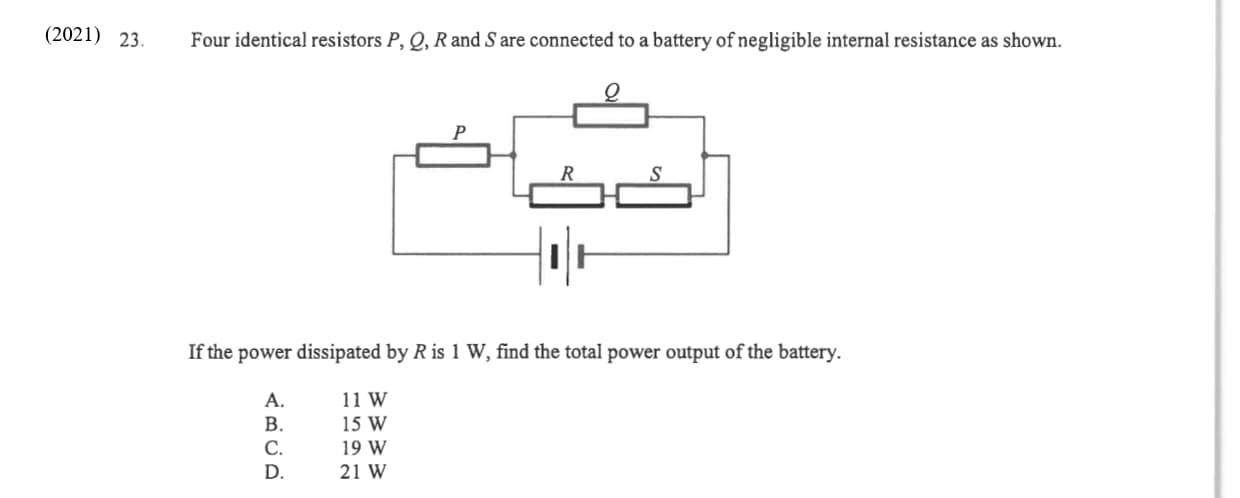 (2021) 23. Four identical resistors P, Q, R and S are connected to a battery of negligible internal resistance as shown.
Q
P
R S
If the power dissipated by R is 1 W, find the total power output of the battery.
A. 11 W
B. 15 W
C. 19 W
D. 21 W